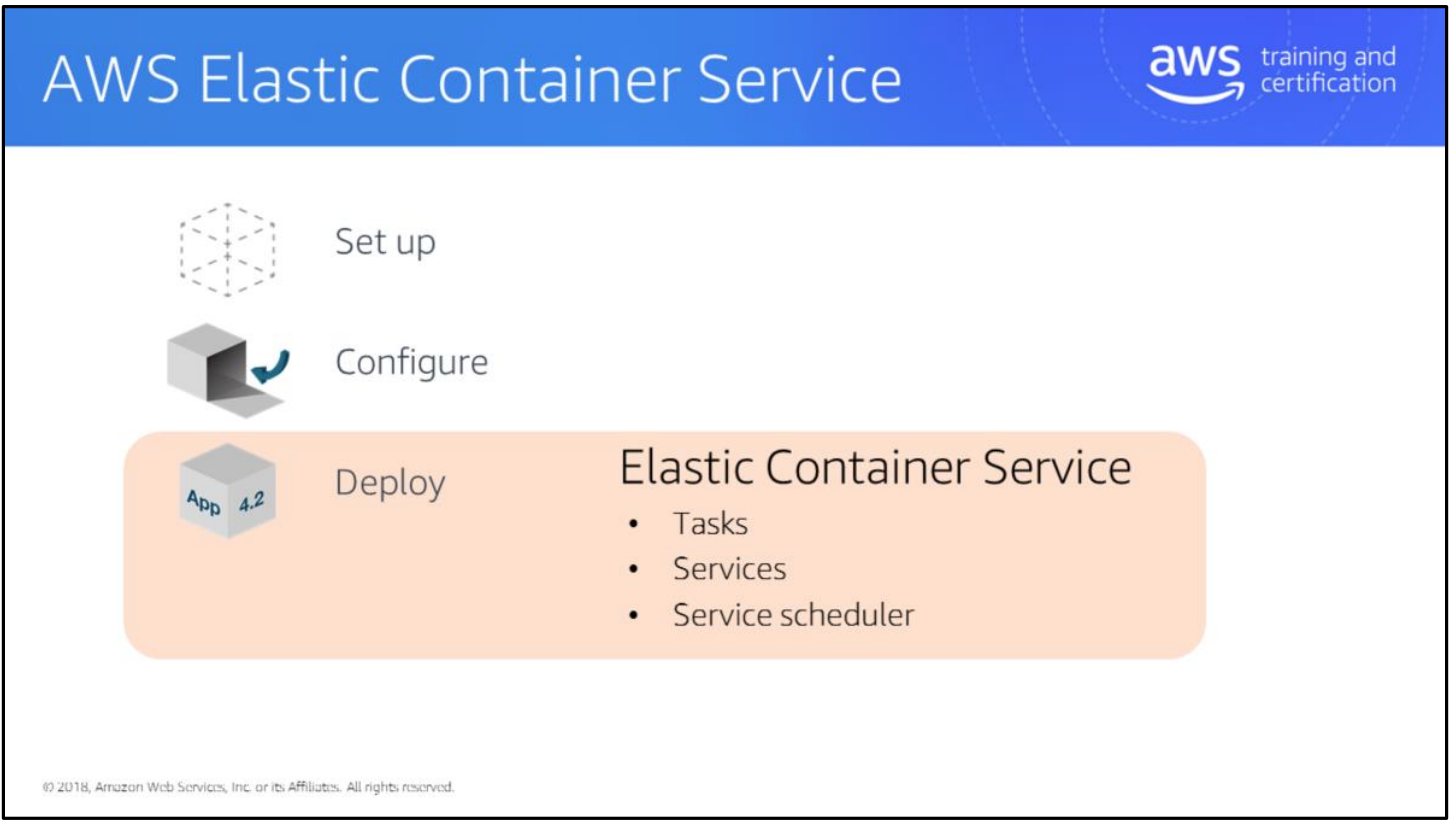 AWS Elastic Container Service
aws training and
certification
Set up
Configure
App 4.2
Deploy
Elastic Container Service
• Tasks
• Services
• Service scheduler
© 2018, Amazon Web Services, Inc. or its Affiliates. All rights reserved.